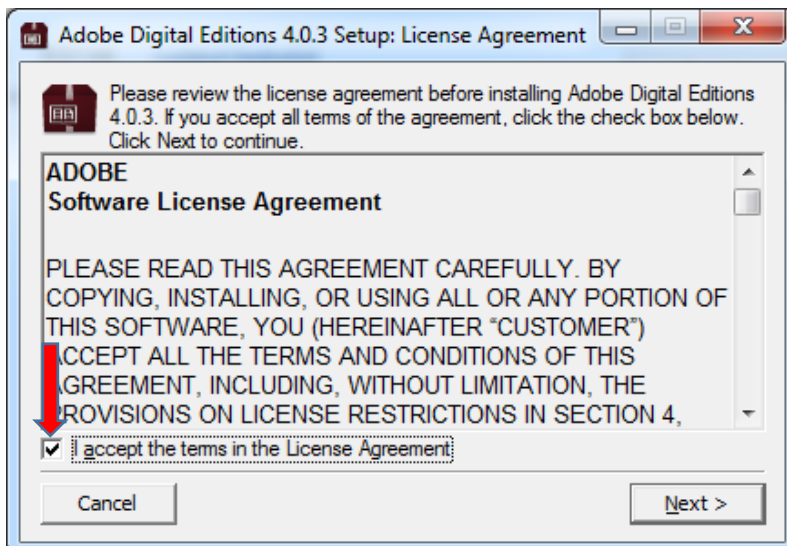 Adobe Digital Editions 4.0.3 Setup: License Agreement
Please review the license agreement before installing Adobe Digital Editions
4.0.3. If you accept all terms of the agreement, click the check box below.
Click Next to continue.
ADOBE
Software License Agreement
PLEASE READ THIS AGREEMENT CAREFULLY. BY
COPYING, INSTALLING, OR USING ALL OR ANY PORTION OF
THIS SOFTWARE, YOU (HEREINAFTER “CUSTOMER”)
ACCEPT ALL THE TERMS AND CONDITIONS OF THIS
AGREEMENT, INCLUDING, WITHOUT LIMITATION, THE
PROVISIONS ON LICENSE RESTRICTIONS IN SECTION 4,
I accept the terms in the License Agreement
Cancel
Next >